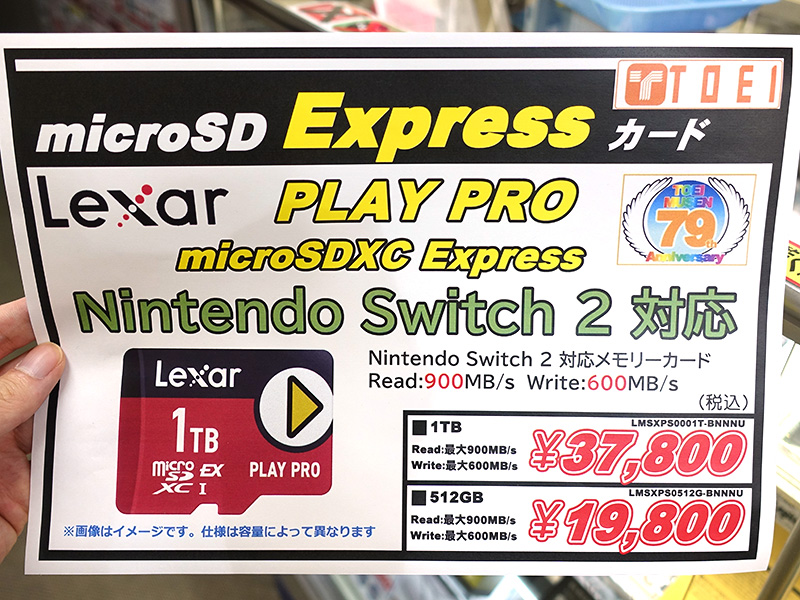 TOEI
microSD Express カード
Lexar PLAY PRO
TOEI
MUSEN
79th
Anniversary
microSDXC Express
Nintendo Switch 2 対応
Nintendo Switch 2 対応メモリーカード
Read:900MB/s Write:600MB/s
(税込)
Lexar
1TB
micro SD XC EX I
PLAY PRO
■1TB LMSXPS0001T-BNNNU
Read:最大900MB/s
Write:最大600MB/s
¥37,800
■512GB LMSXPS0512G-BNNNU
Read:最大900MB/s
Write:最大600MB/s
¥19,800
※画像はイメージです。仕様は容量によって異なります